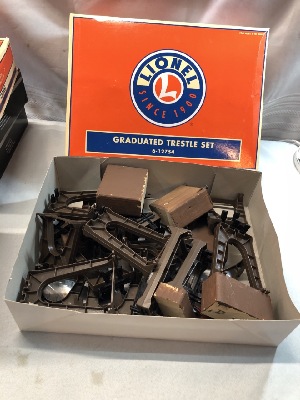 LIONEL
L
SINCE 1900
GRADUATED TRESTLE SET
6-12754